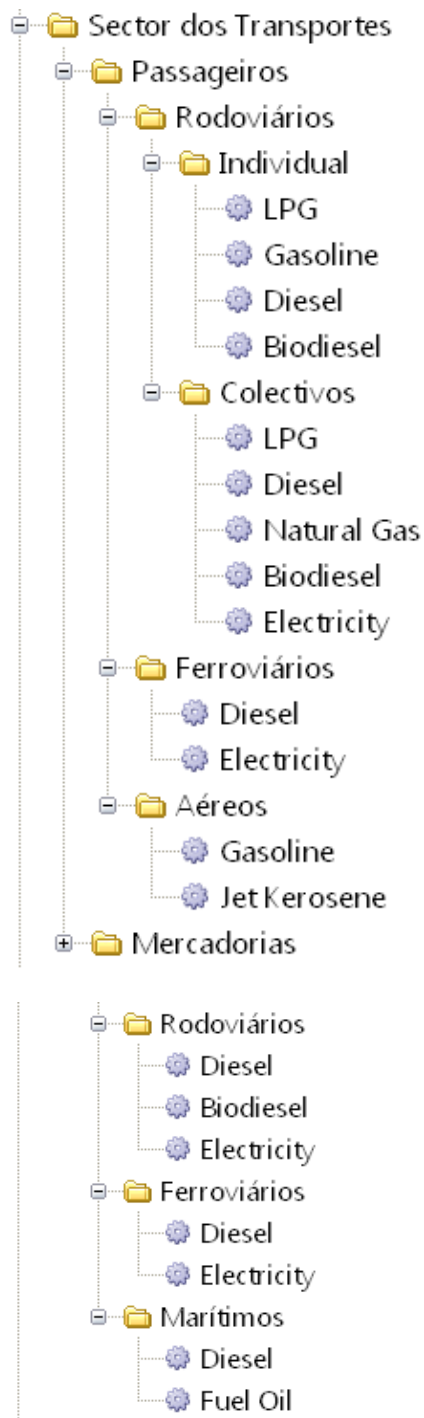 Sector dos Transportes
Passageiros
Rodoviários
Individual
LPG
Gasoline
Diesel
Biodiesel
Colectivos
LPG
Diesel
Natural Gas
Biodiesel
Electricity
Ferroviários
Diesel
Electricity
Aéreos
Gasoline
Jet Kerosene
Mercadorias
Rodoviários
Diesel
Biodiesel
Electricity
Ferroviários
Diesel
Electricity
Marítimos
Diesel
Fuel Oil